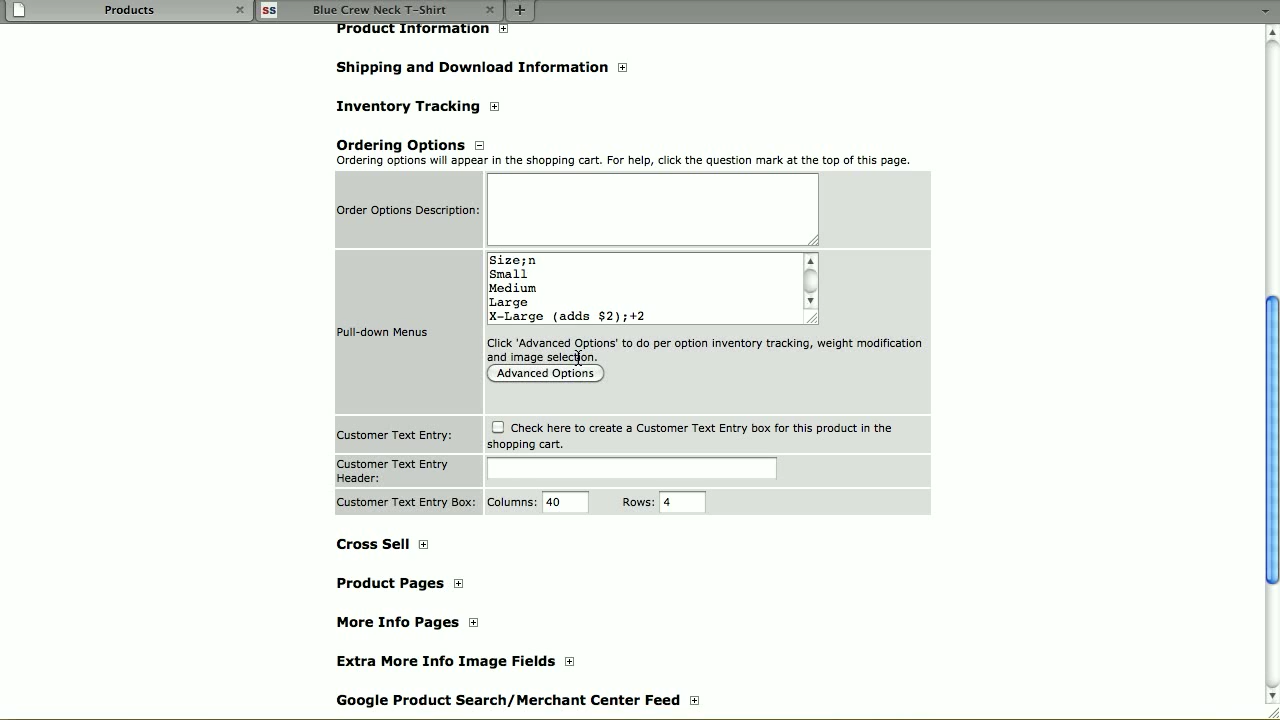 Products
SS Blue Crew Neck T-Shirt
Product Information
Shipping and Download Information
Inventory Tracking
Ordering Options
Ordering options will appear in the shopping cart. For help, click the question mark at the top of this page.
Order Options Description:
Pull-down Menus
Size;n
Small
Medium
Large
X-Large (adds $2);+2
Click 'Advanced Options' to do per option inventory tracking, weight modification
and image selection.
Advanced Options
Customer Text Entry:
Check here to create a Customer Text Entry box for this product in the
shopping cart.
Customer Text Entry
Header:
Customer Text Entry Box: Columns: 40 Rows: 4
Cross Sell
Product Pages
More Info Pages
Extra More Info Image Fields
Google Product Search/Merchant Center Feed